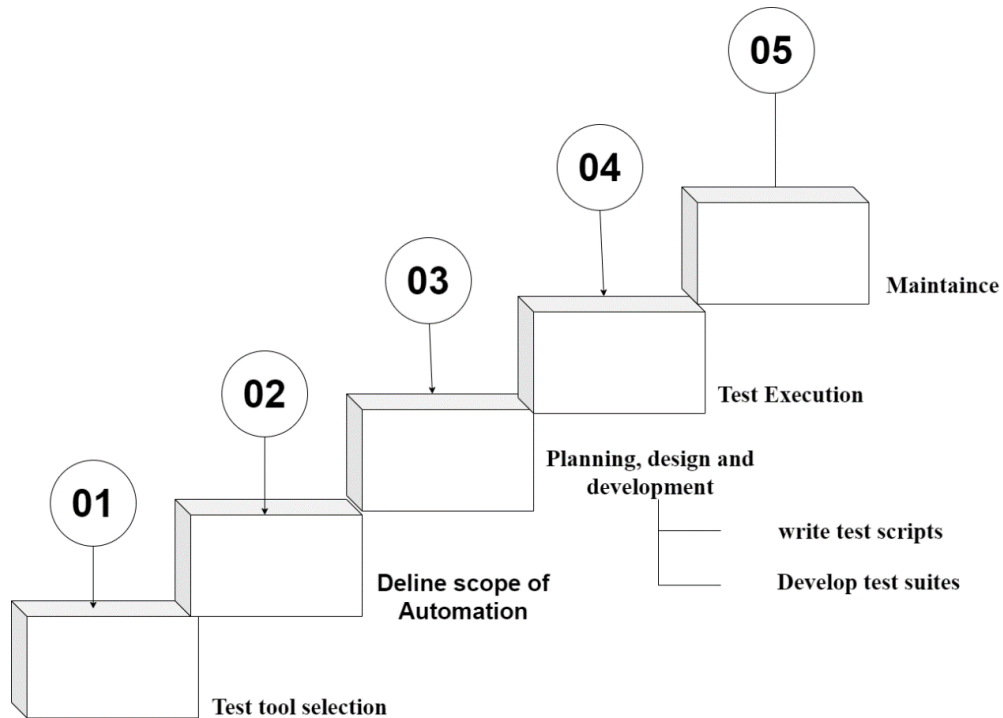 05
04
03
Maintaince
02
Test Execution
Planning, design and
development
01
write test scripts
Deline scope of
Automation
Develop test suites
Test tool selection